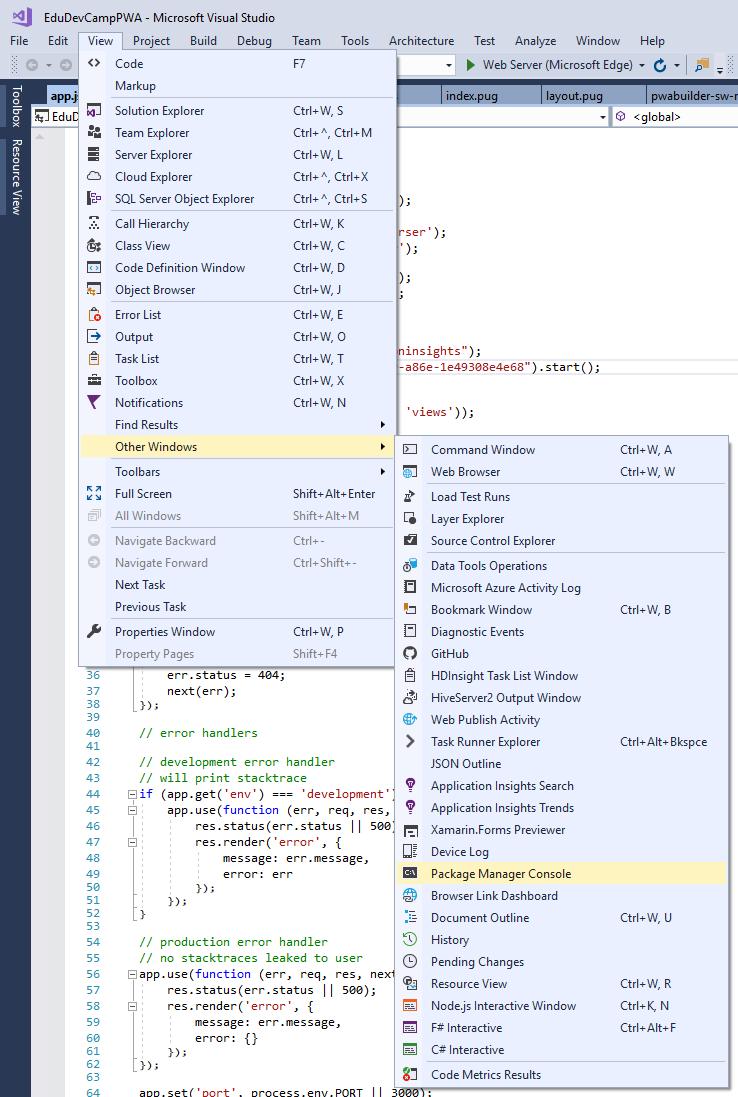 EduDevCampPWA - Microsoft Visual Studio
File Edit View Project Build Debug Team Tools Architecture Test Analyze Window Help
Web Server (Microsoft Edge)
Toolbox
Resource View
index.pug layout.pug pwabuilder-sw-r
<global>
Code F7
Markup
Solution Explorer Ctrl+W, S
Team Explorer Ctrl+^, Ctrl+M
Server Explorer Ctrl+W, L
Cloud Explorer Ctrl+^, Ctrl+X
SQL Server Object Explorer Ctrl+^, Ctrl+S
Call Hierarchy Ctrl+W, K
Class View Ctrl+W, C
Code Definition Window Ctrl+W, D
Object Browser Ctrl+W, J
Error List Ctrl+W, E
Output Ctrl+W, O
Task List Ctrl+W, T
Toolbox Ctrl+W, X
Notifications Ctrl+W, N
Find Results
Other Windows
Toolbars
Full Screen Shift+Alt+Enter
All Windows Shift+Alt+M
Navigate Backward Ctrl+-
Navigate Forward Ctrl+Shift+-
Next Task
Previous Task
Properties Window Ctrl+W, P
Property Pages Shift+F4
);
rser');
');
);
;
ninsights");
-a86e-1e49308e4e68").start();
'views'));
Command Window Ctrl+W, A
Web Browser Ctrl+W, W
Load Test Runs
Layer Explorer
Source Control Explorer
Data Tools Operations
Microsoft Azure Activity Log
Bookmark Window Ctrl+W, B
Diagnostic Events
GitHub
HDInsight Task List Window
HiveServer2 Output Window
Web Publish Activity
Task Runner Explorer Ctrl+Alt+Bkspce
JSON Outline
Application Insights Search
Application Insights Trends
Xamarin.Forms Previewer
Device Log
Package Manager Console
Browser Link Dashboard
Document Outline Ctrl+W, U
History
Pending Changes
Resource View Ctrl+W, R
Node.js Interactive Window Ctrl+K, N
F# Interactive Ctrl+Alt+F
C# Interactive
Code Metrics Results
36 err.status = 404;
37 next(err);
38 });
39
40 // error handlers
41
42 // development error handler
43 // will print stacktrace
44 if (app.get('env') === 'development')
45 app.use(function (err, req, res,
46 res.status(err.status || 500)
47 res.render('error', {
48 message: err.message,
49 error: err
50 });
51 });
52 }
53
54 // production error handler
55 // no stacktraces leaked to user
56 app.use(function (err, req, res, next
57 res.status(err.status || 500);
58 res.render('error', {
59 message: err.message,
60 error: {}
61 });
62 });
63
64 app.set('port', process.env.PORT || 3000);